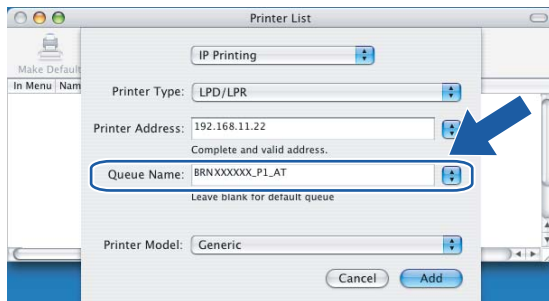 Printer List
IP Printing
Make Default
In Menu Nam
Printer Type: LPD/LPR
Printer Address: 192.168.11.22
Complete and valid address.
Queue Name: BRNXXXXXX_P1_AT
Leave blank for default queue
Printer Model: Generic
Cancel Add